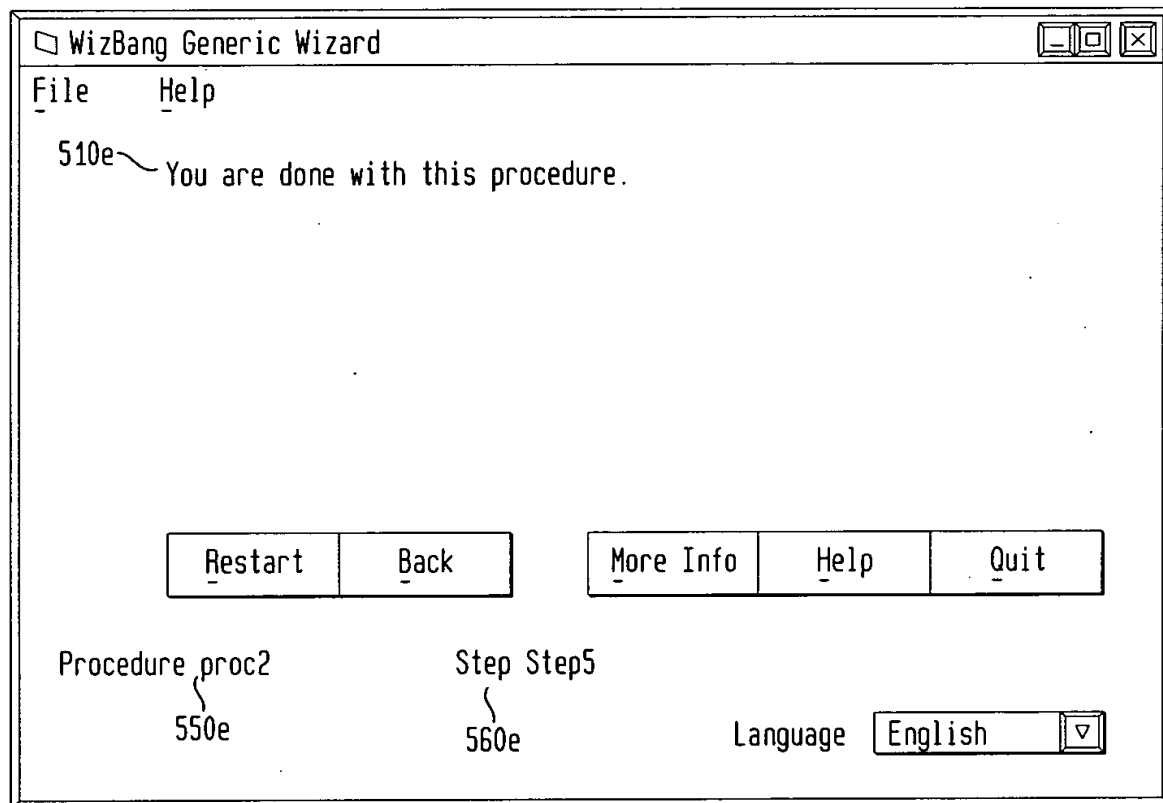 WizBang Generic Wizard
File Help
510e
You are done with this procedure.
Restart Back More Info Help Quit
Procedure proc2 Step Step5
550e 560e
Language English